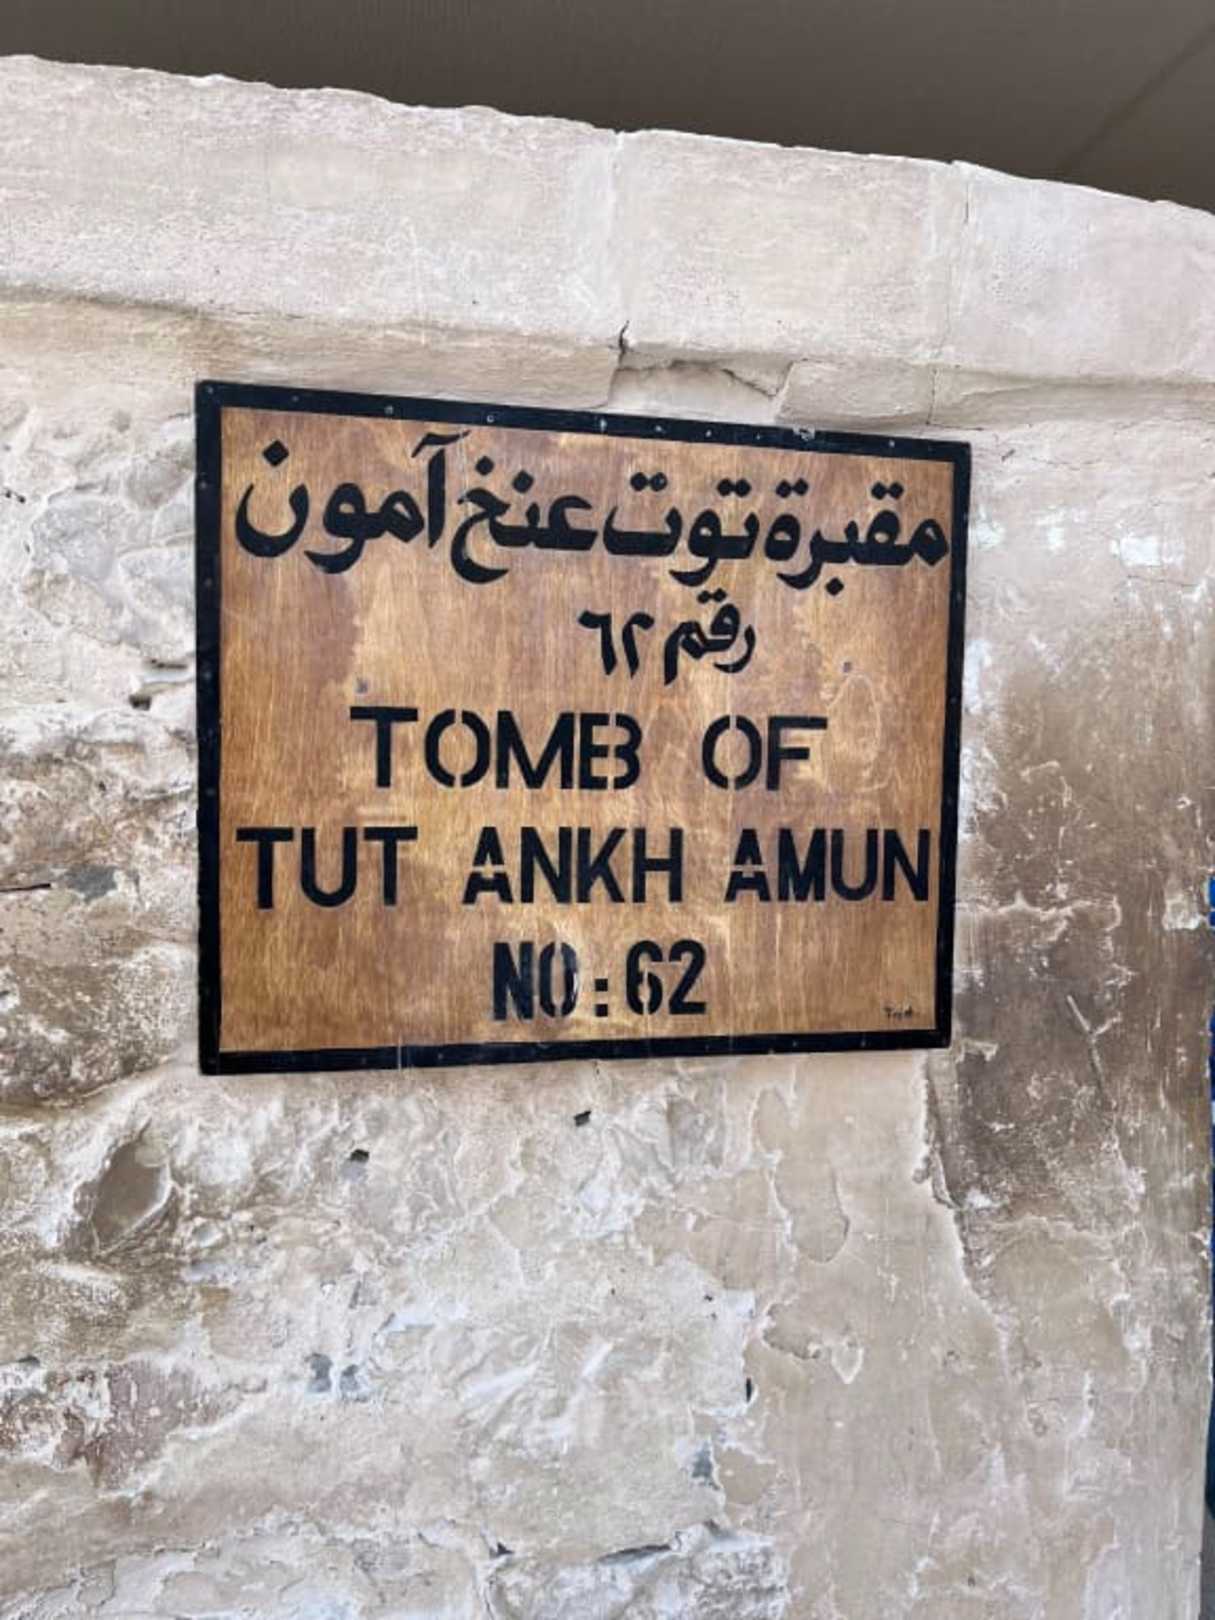 مقبرة توت عنخ آمون
رقم ٦٢
TOMB OF
TUT ANKH AMUN
NO: 62